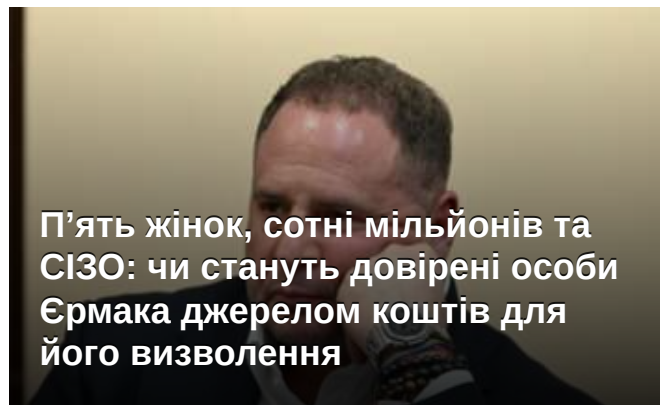 П’ять жінок, сотні мільйонів та
СІЗО: чи стануть довірені особи
Єрмака джерелом коштів для
його визволення